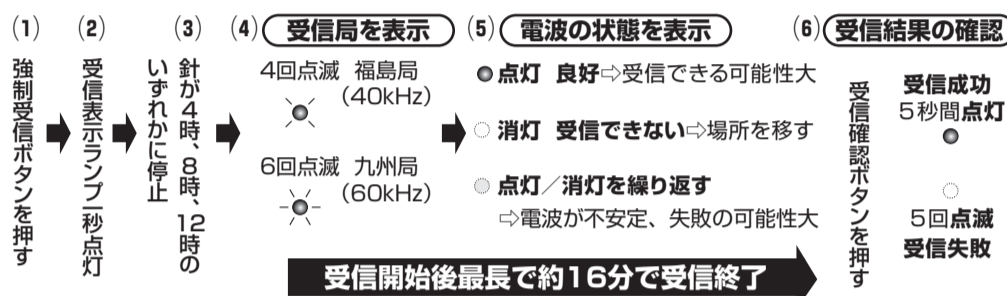 (1)
強制受信ボタンを押す
(2)
受信表示ランプ一秒点灯
(3)
針が4時、8時、12時の
いずれかに停止
(4) 受信局を表示
4回点滅 福島局
(40kHz)
6回点滅 九州局
(60kHz)
(5) 電波の状態を表示
点灯 良好⇨受信できる可能性大
消灯 受信できない⇨場所を移す
点灯／消灯を繰り返す
⇨電波が不安定、失敗の可能性大
受信開始後最長で約16分で受信終了
(6) 受信結果の確認
受信確認ボタンを押す
受信成功
5秒間点灯
5回点滅
受信失敗